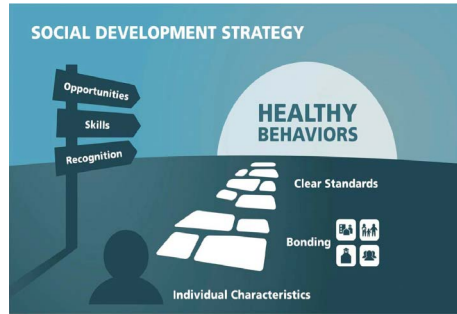 SOCIAL DEVELOPMENT STRATEGY
Opportunities
Skills
Recognition
HEALTHY
BEHAVIORS
Clear Standards
Bonding
Individual Characteristics